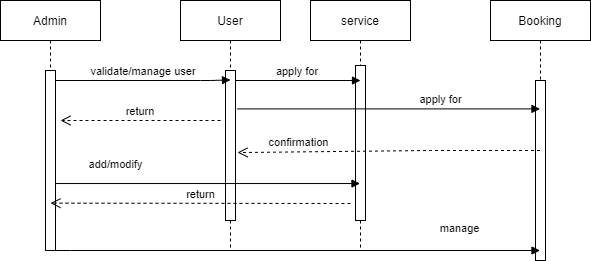 Admin
User
service
Booking
validate/manage user
apply for
apply for
return
confirmation
add/modify
return
manage